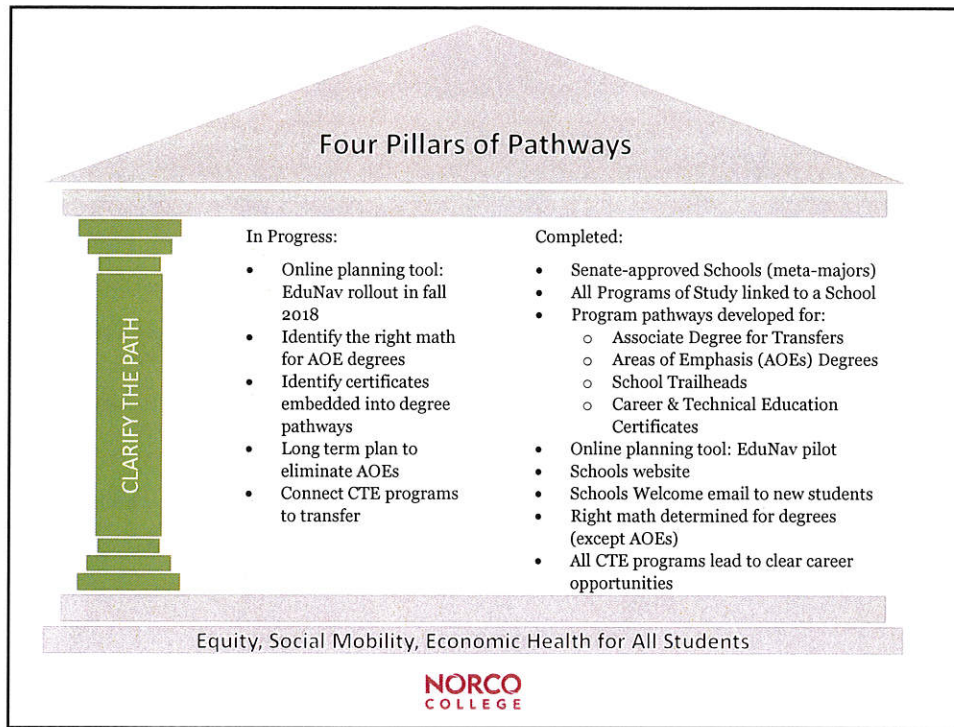 Four Pillars of Pathways
CLARIFY THE PATH
In Progress:
• Online planning tool:
EduNav rollout in fall
2018
• Identify the right math
for AOE degrees
• Identify certificates
embedded into degree
pathways
• Long term plan to
eliminate AOEs
• Connect CTE programs
to transfer
Completed:
• Senate-approved Schools (meta-majors)
• All Programs of Study linked to a School
• Program pathways developed for:
o Associate Degree for Transfers
o Areas of Emphasis (AOEs) Degrees
o School Trailheads
o Career & Technical Education
Certificates
• Online planning tool: EduNav pilot
• Schools website
• Schools Welcome email to new students
• Right math determined for degrees
(except AOEs)
• All CTE programs lead to clear career
opportunities
Equity, Social Mobility, Economic Health for All Students
NORCO
COLLEGE